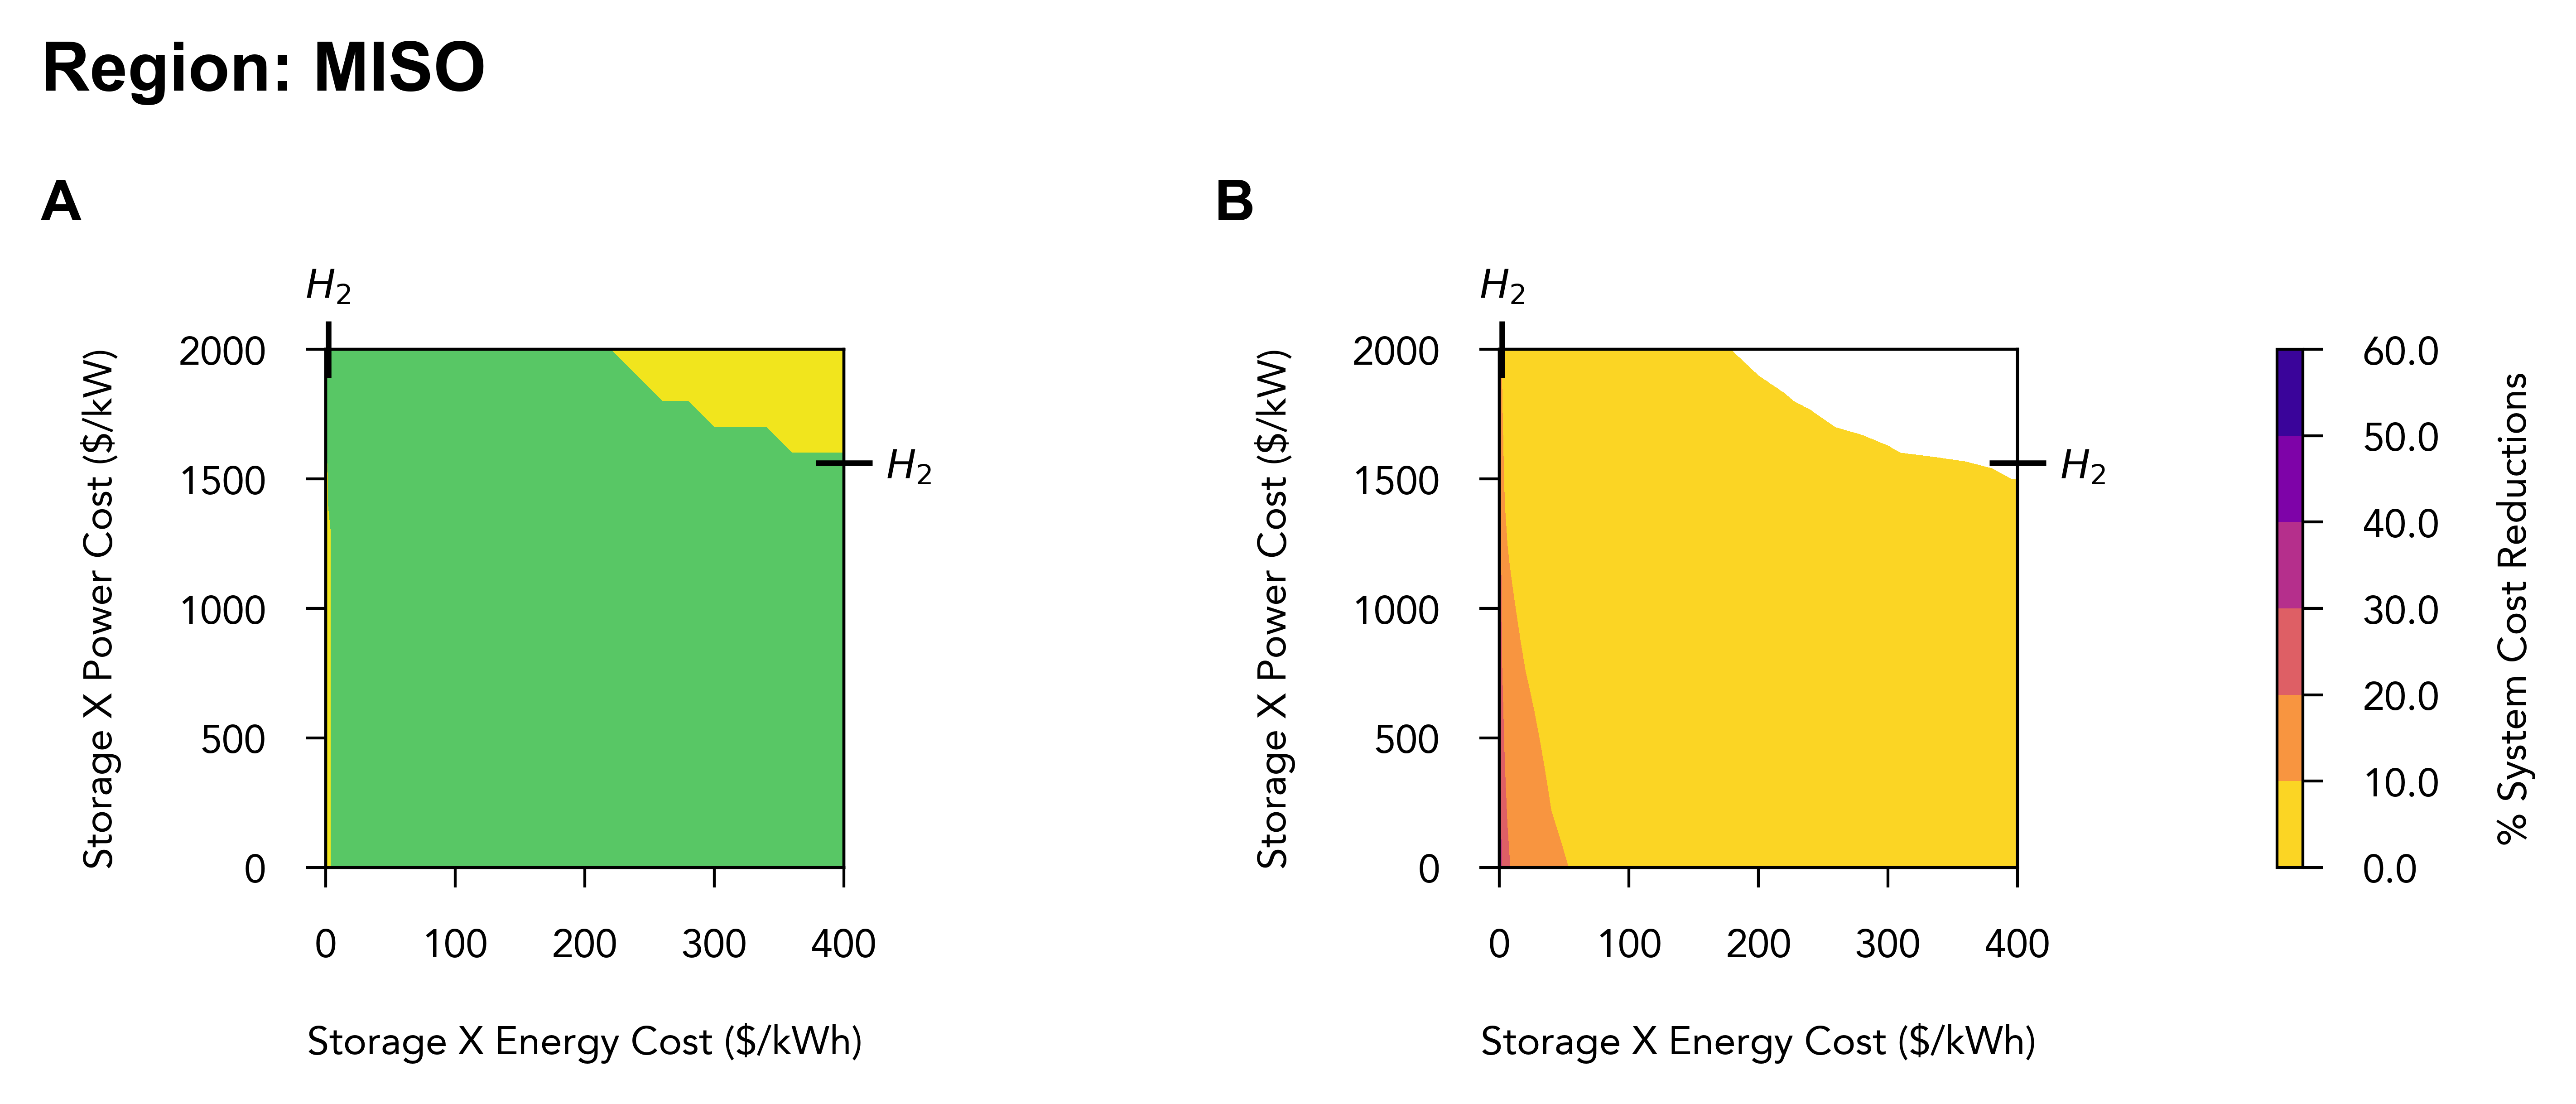 Region: MISO
A
H₂
Storage X Power Cost ($/kW)
2000
1500
1000
500
0
H₂
0 100 200 300 400
Storage X Energy Cost ($/kWh)
B
H₂
Storage X Power Cost ($/kW)
2000
1500
1000
500
0
H₂
0 100 200 300 400
Storage X Energy Cost ($/kWh)
60.0
50.0
40.0
30.0
20.0
10.0
0.0
% System Cost Reductions